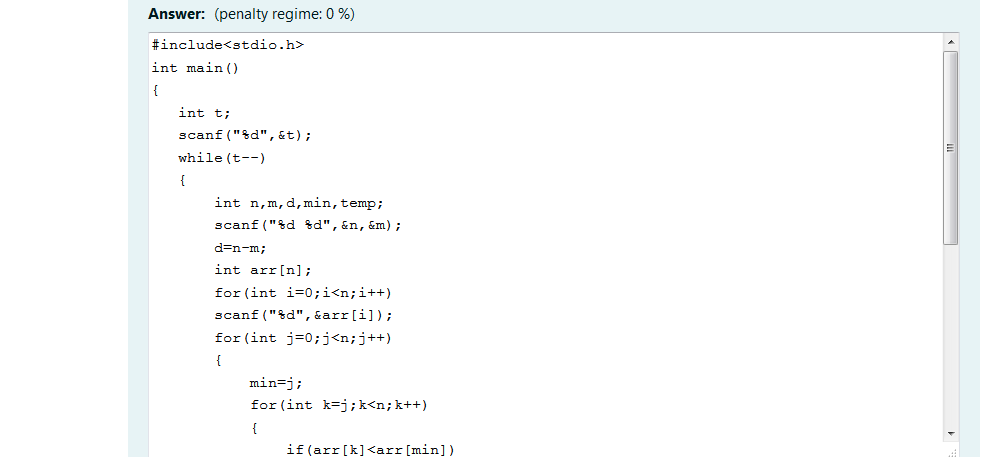 Answer: (penalty regime: 0 %)
#include<stdio.h>
int main()
{
int t;
scanf("%d",&t);
while(t--)
{
int n,m,d,min,temp;
scanf("%d %d",&n,&m);
d=n-m;
int arr[n];
for(int i=0;i<n;i++)
scanf("%d",&arr[i]);
for(int j=0;j<n;j++)
{
min=j;
for(int k=j;k<n;k++)
{
if(arr[k]<arr[min])